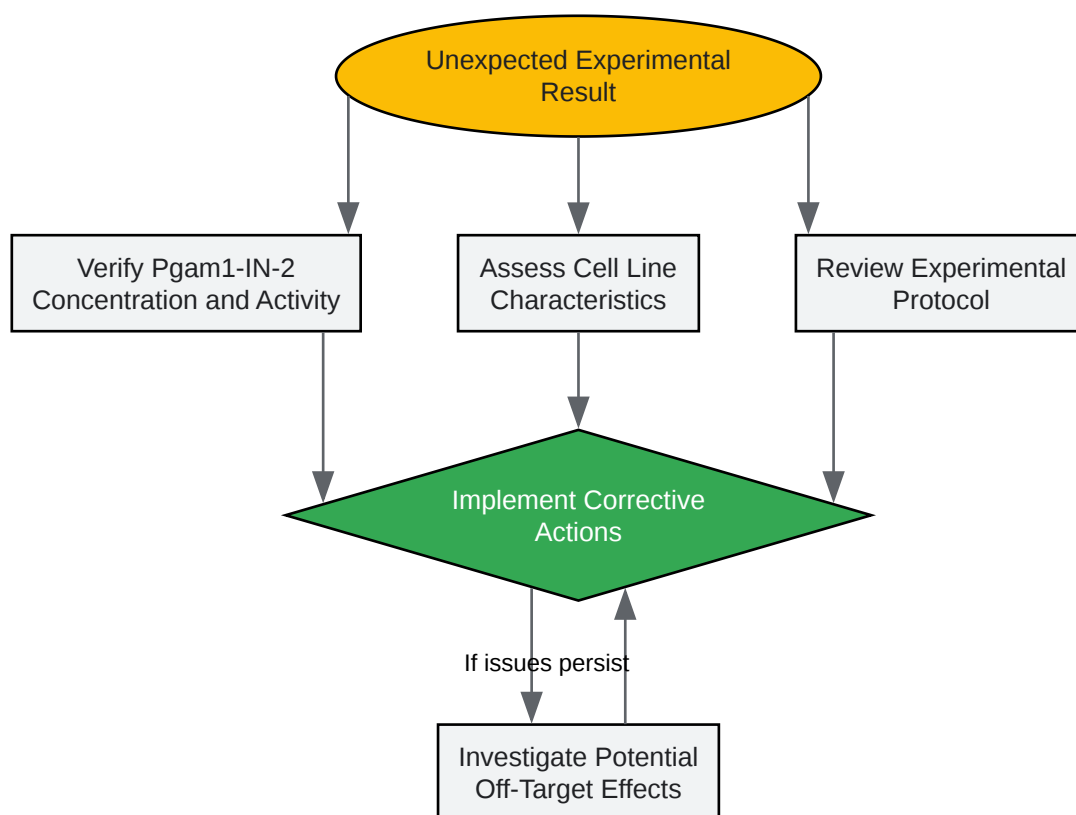 Unexpected Experimental
Result
Verify Pgam1-IN-2
Concentration and Activity
Assess Cell Line
Characteristics
Review Experimental
Protocol
Implement Corrective
Actions
If issues persist
Investigate Potential
Off-Target Effects